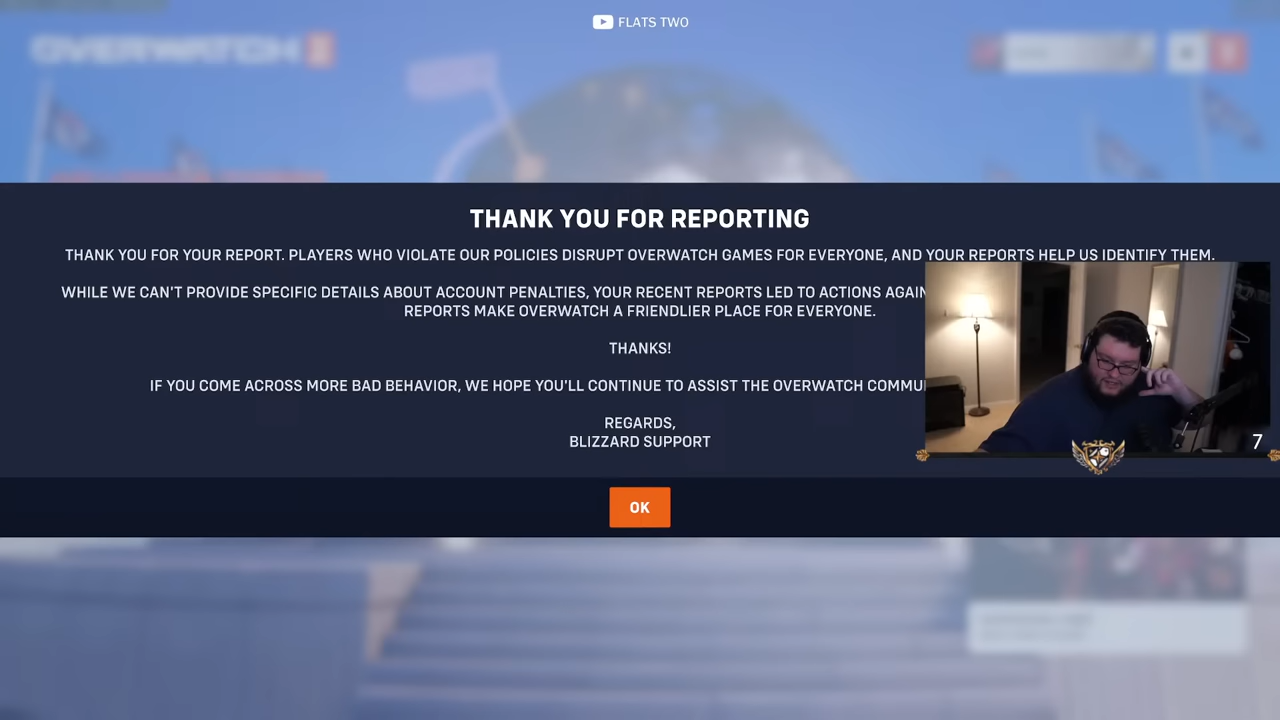 FLATS TWO
OVERWATCH 2
THANK YOU FOR REPORTING
THANK YOU FOR YOUR REPORT. PLAYERS WHO VIOLATE OUR POLICIES DISRUPT OVERWATCH GAMES FOR EVERYONE, AND YOUR REPORTS HELP US IDENTIFY THEM.
WHILE WE CAN'T PROVIDE SPECIFIC DETAILS ABOUT ACCOUNT PENALTIES, YOUR RECENT REPORTS LED TO ACTIONS
REPORTS MAKE OVERWATCH A FRIENDLIER PLACE FOR EVERYONE.
THANKS!
IF YOU COME ACROSS MORE BAD BEHAVIOR, WE HOPE YOU'LL CONTINUE TO ASSIST THE OVERWATCH
REGARDS,
BLIZZARD SUPPORT
7
OK